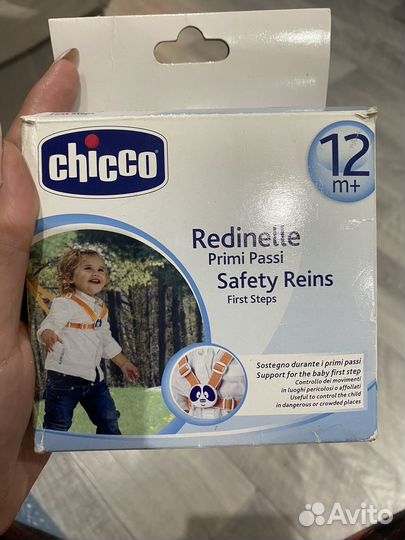 chicco
12
m+
Redinelle
Primi Passi
Safety Reins
First Steps
Sostegno durante i primi passi
Support for the baby first step
Controllo dei movimenti
in luoghi pericolosi o affollati
Useful to control the child
in dangerous or crowded places
Avito